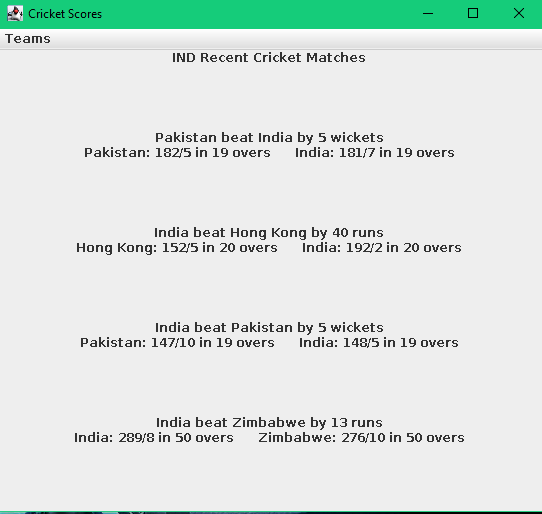 Cricket Scores
Teams
IND Recent Cricket Matches
Pakistan beat India by 5 wickets
Pakistan: 182/5 in 19 overs India: 181/7 in 19 overs
India beat Hong Kong by 40 runs
Hong Kong: 152/5 in 20 overs India: 192/2 in 20 overs
India beat Pakistan by 5 wickets
Pakistan: 147/10 in 19 overs India: 148/5 in 19 overs
India beat Zimbabwe by 13 runs
India: 289/8 in 50 overs Zimbabwe: 276/10 in 50 overs